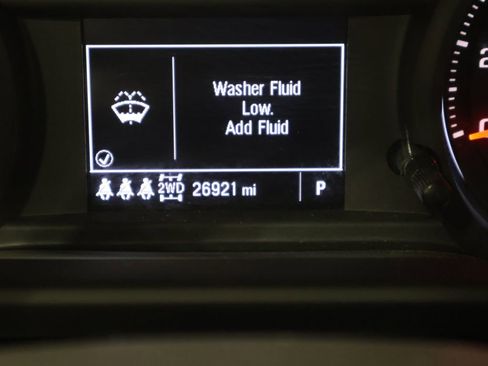 Washer Fluid
Low.
Add Fluid
2WD 26921 mi P